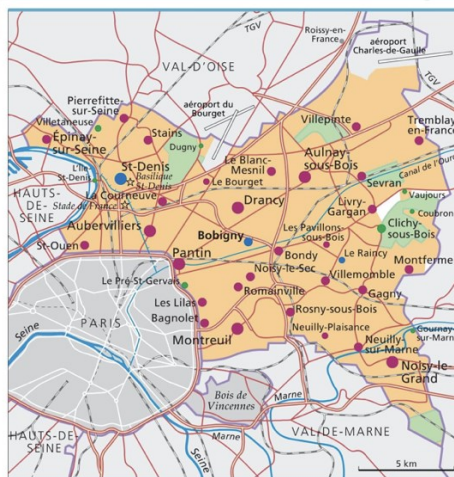 TGV
Roissy-en-
France
aéroport
Charles-de-Gaulle
VAL-D'OISE
TGV
Pierrefitte-
sur-Seine
aéroport du
Bourget
Villetaneuse
Villepinte
Tremblay-
en-France
Épinay-
sur-Seine
Stains
Dugny
Aulnay-
sous-Bois
L'Île
St-Denis
St-Denis
Basilique
St-Denis
Le Blanc-
Mesnil
Canal de l'Ourcq
Le Bourget
Sevran
HAUTS-
DE-
SEINE
La Courneuve
Stade de France
Drancy
Livry-
Gargan
Vaujours
Coubron
Aubervilliers
Clichy-
sous-Bois
St-Ouen
Bobigny
Les Pavillons-
sous-Bois
Pantin
Bondy
Le Raincy
Montfermeil
Noisy-le-Sec
Le Pré-St-Gervais
Villemomble
Romainville
Gagny
Seine
PARIS
Les Lilas
Bagnolet
Rosny-sous-Bois
Neuilly-Plaisance
Gournay-
sur-Marne
Montreuil
Neuilly-
sur-Marne
Noisy-le-
Grand
Bois de
Vincennes
Marne
HAUTS-DE-
SEINE
Marne
VAL-DE-MARNE
Seine
5 km